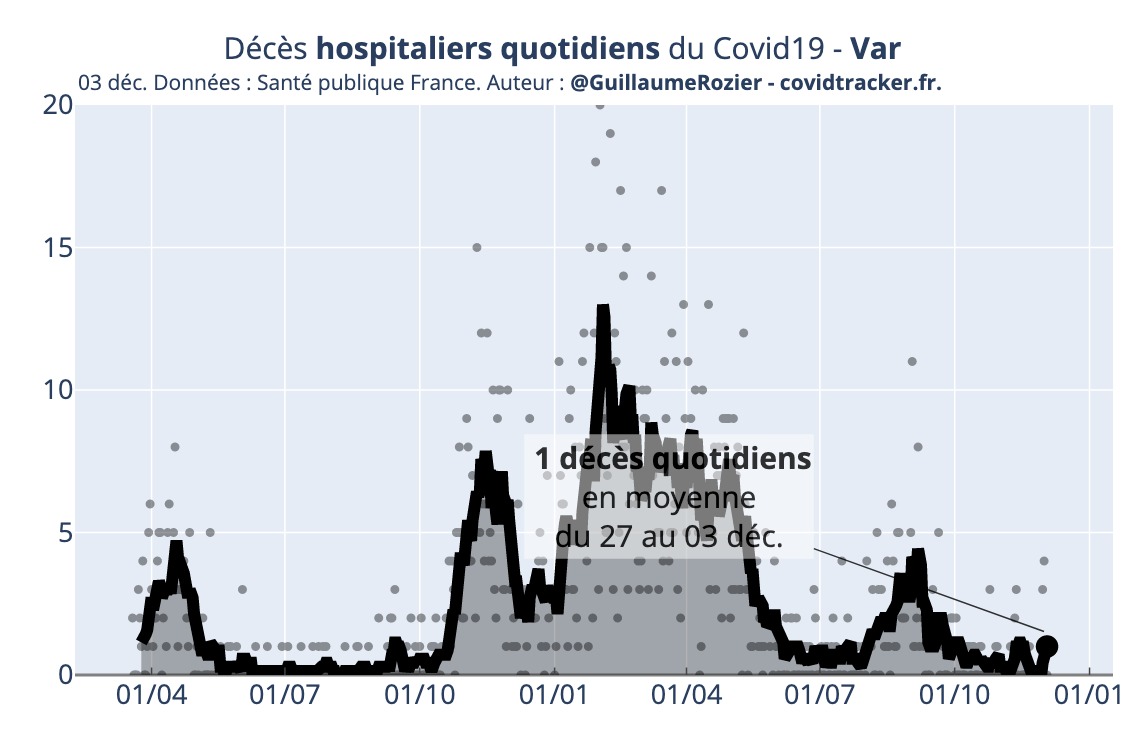 Décès hospitaliers quotidiens du Covid19 - Var
03 déc. Données : Santé publique France. Auteur : @GuillaumeRozier - covidtracker.fr.
20
15
10
5
0
1 décès quotidiens
en moyenne
du 27 au 03 déc.
01/04 01/07 01/10 01/01 01/04 01/07 01/10 01/01